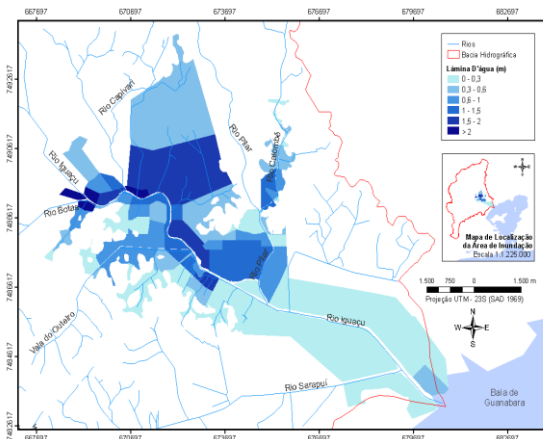 667697 670697 673697 676697 679697 682697
7492617
7490617
7488617
7486617
7484617
7482617
Rios
Bacia Hidrográfica
Lâmina D'água (m)
0 - 0,3
0,3 - 0,6
0,6 - 1
1 - 1,5
1,5 - 2
> 2
Rio Capivari
Rio Pilar
Rio Iguaçu
Rio Botas
Rio Pilar
Vala do Outeiro
Rio Iguaçu
Rio Sarapuí
Baia de
Guanabara
Mapa de Localização
da Área de Inundação
Escala 1:1.225.000
1.500 750 0 1.500 m
Projeção UTM - 23S (SAD 1969)
N
W E
S
667697 670697 673697 676697 679697 682697